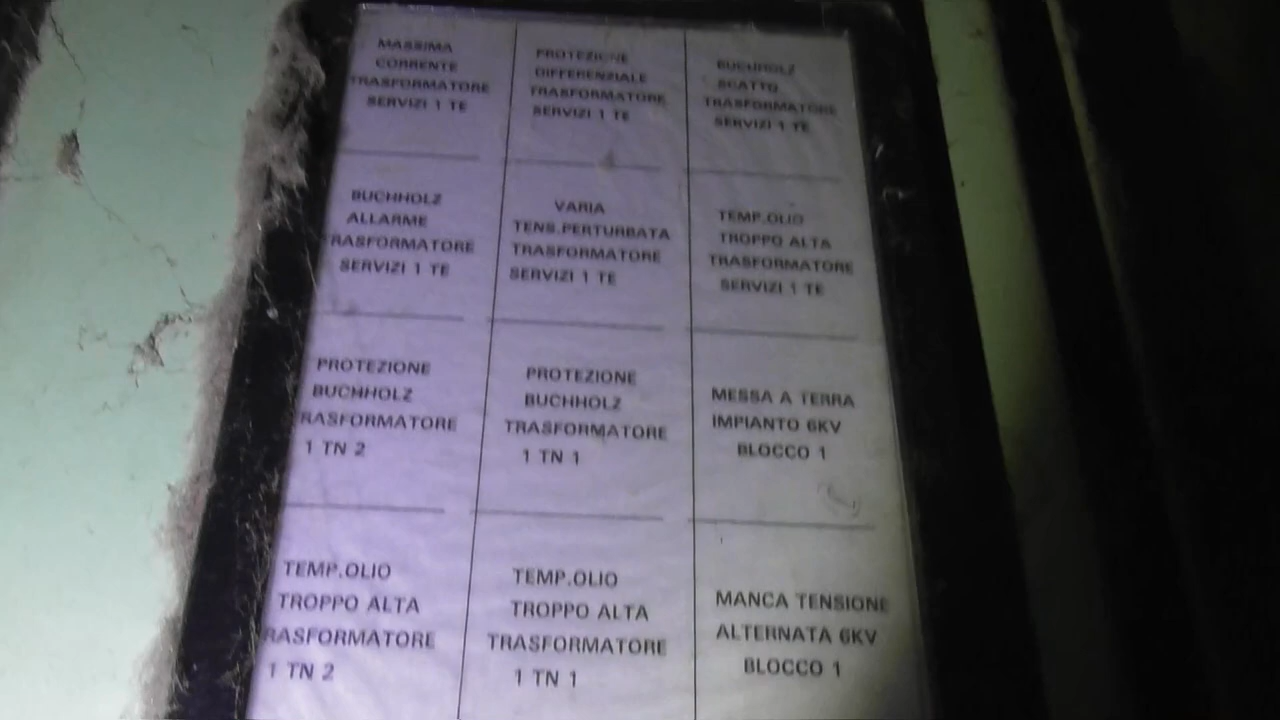 MASSIMA
CORRENTE
TRASFORMATORE
SERVIZI 1 TE
PROTEZIONE
DIFFERENZIALE
TRASFORMATORE
SERVIZI 1 TE
BUCHHOLZ
SCATTO
TRASFORMATORE
SERVIZI 1 TE
BUCHHOLZ
ALLARME
RASFORMATORE
SERVIZI 1 TE
VARIA
TENS.PERTURBATA
TRASFORMATORE
SERVIZI 1 TE
TEMP.OLIO
TROPPO ALTA
TRASFORMATORE
SERVIZI 1 TE
PROTEZIONE
BUCHHOLZ
RASFORMATORE
1 TN 2
PROTEZIONE
BUCHHOLZ
TRASFORMATORE
1 TN 1
MESSA A TERRA
IMPIANTO 6KV
BLOCCO 1
TEMP.OLIO
TROPPO ALTA
RASFORMATORE
1 TN 2
TEMP.OLIO
TROPPO ALTA
TRASFORMATORE
1 TN 1
MANCA TENSIONE
ALTERNATA 6KV
BLOCCO 1